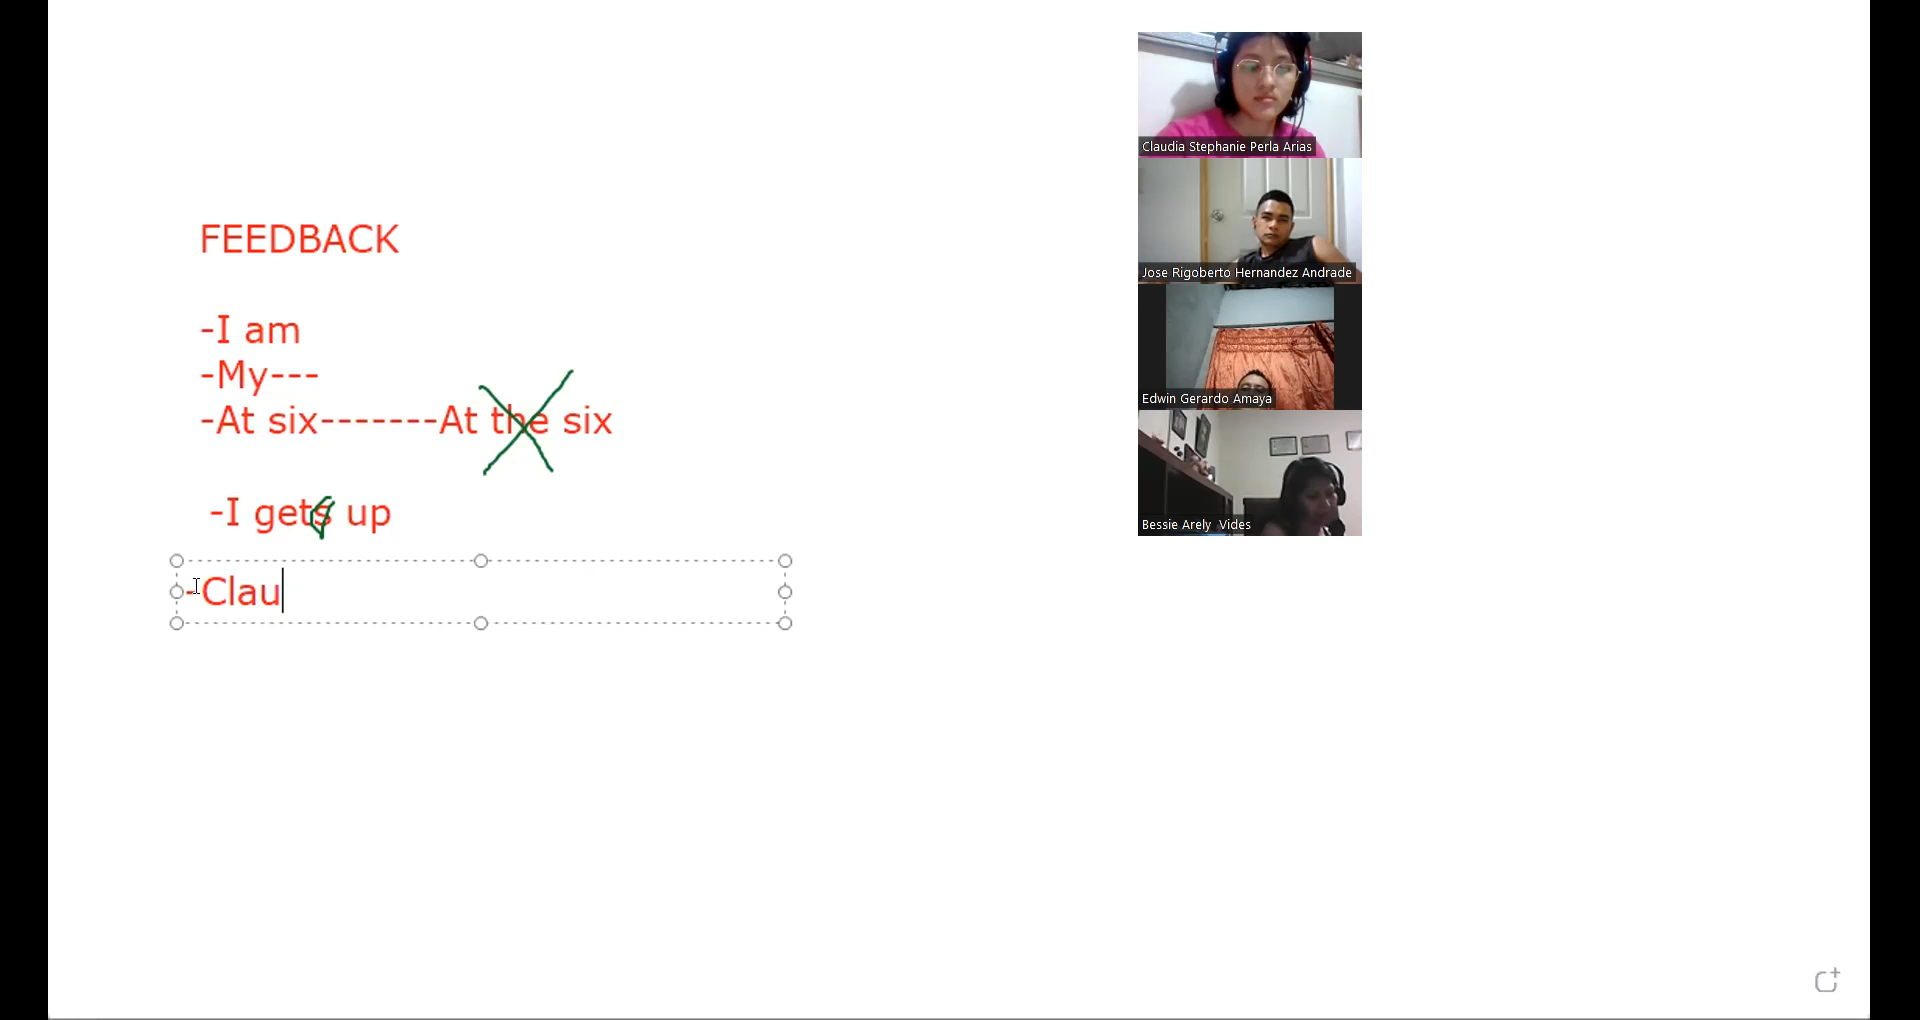 FEEDBACK
-I am
-My---
-At six-------At the six
-I gets up
-Clau
Claudia Stephanie Perla Arias
Jose Rigoberto Hernandez Andrade
Edwin Gerardo Amaya
Bessie Arely Vides